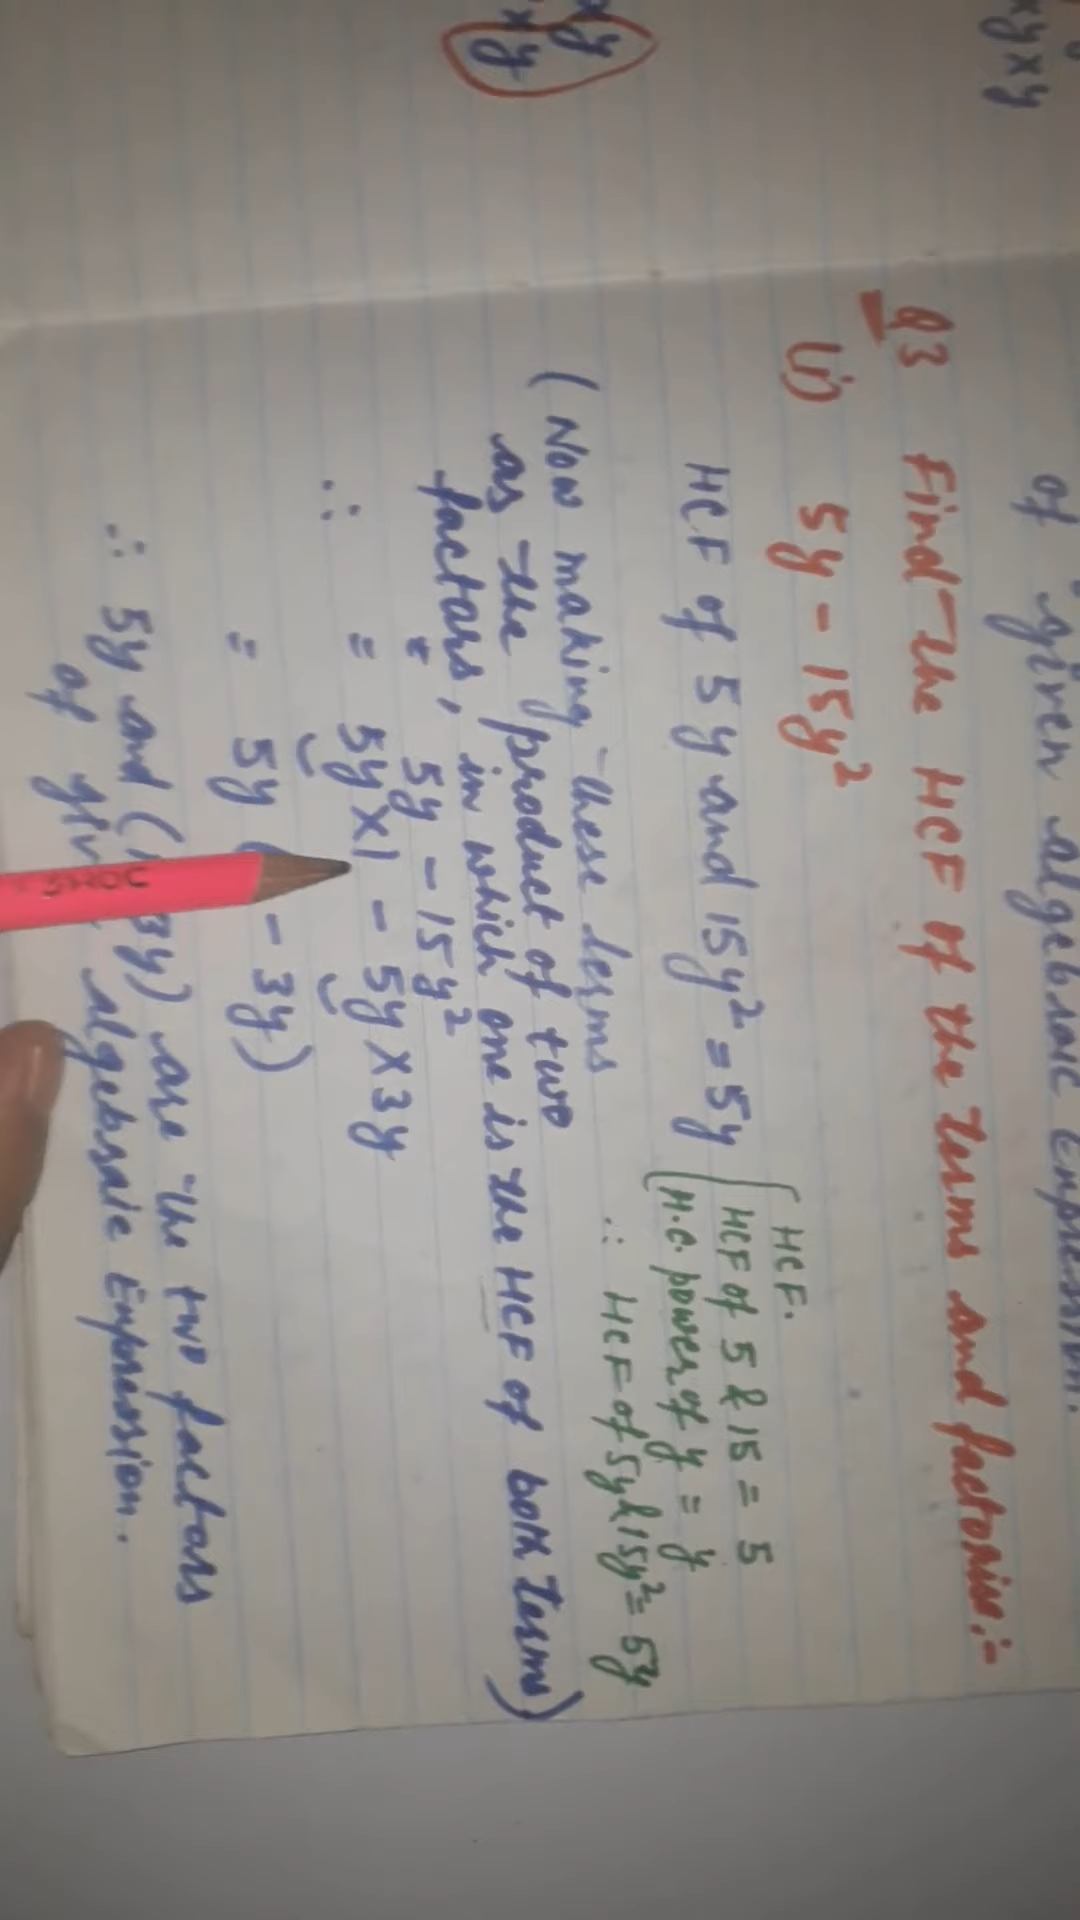 xy
xy
xyxy
of given algebraic Expression.
Q3 Find the HCF of the terms and factorise:-
(i) 5y - 15y²
HCF of 5y and 15y² = 5y
HCF.
HCF of 5 & 15 = 5
H.C. power of y = y
∴ HCF of 5y & 15y² = 5y
(Now making these terms
as the product of two
factors, in which one is the HCF of both terms)
5y - 15y²
∴ = 5y x 1 - 5y x 3y
= 5y - 3y)
∴ 5y and ( 3y) are the two factors
of algebraic Expression.